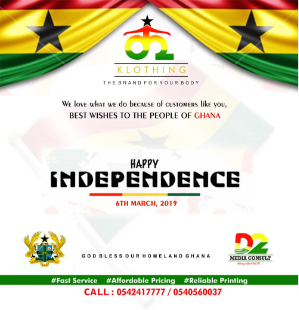 KLOTHING
THE BRAND FOR YOUR BODY
We love what we do because of customers like you,
BEST WISHES TO THE PEOPLE OF GHANA
HAPPY
INDEPENDENCE
6TH MARCH, 2019
GOD BLESS OUR HOMELAND GHANA
D2
MEDIA CONSULT
#Fast Service #Affordable Pricing #Reliable Printing
CALL : 0542417777 / 0540560037